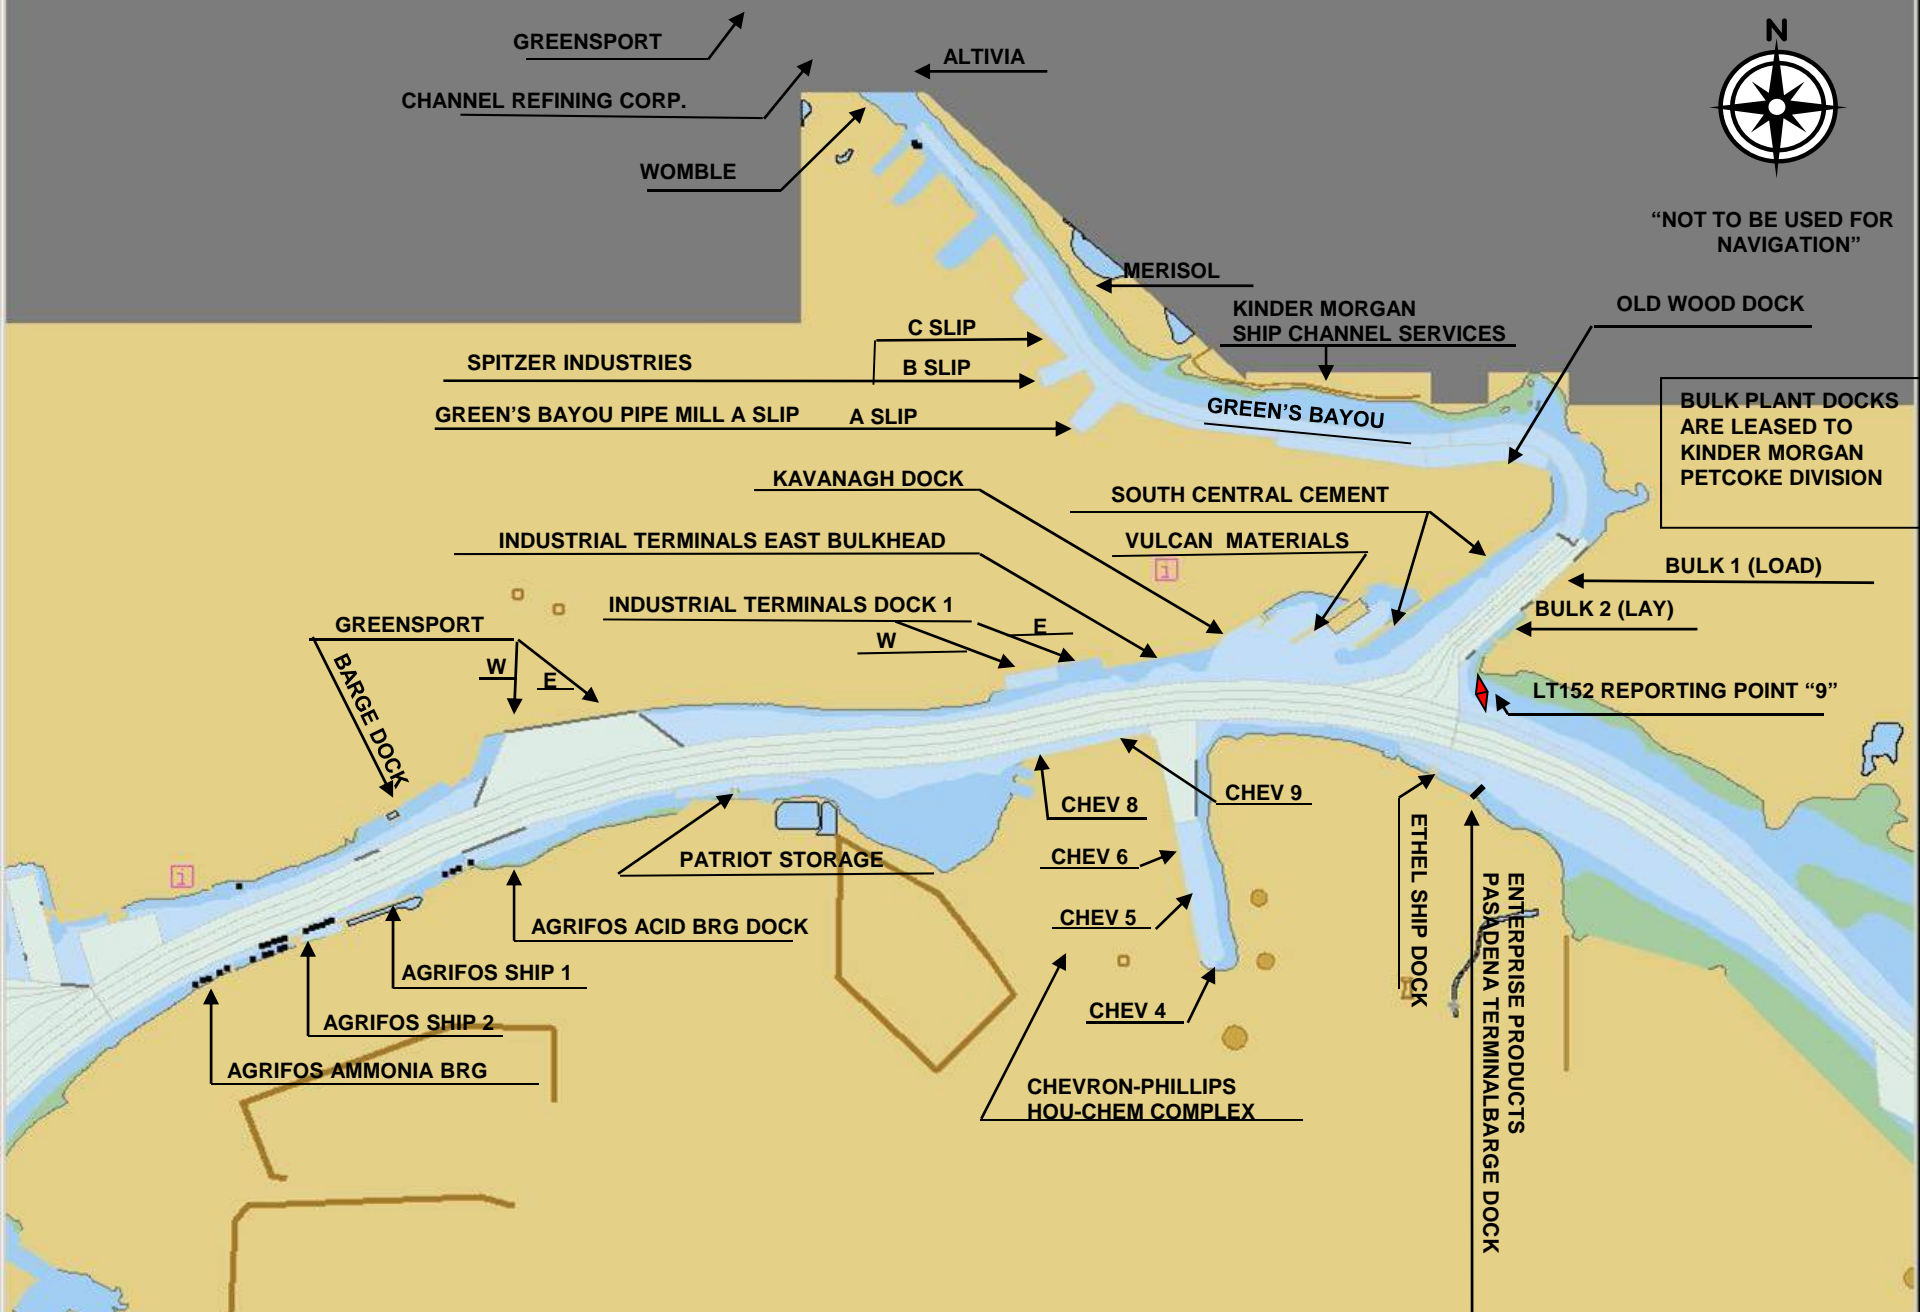 N
GREENSPORT
ALTIVIA
CHANNEL REFINING CORP.
WOMBLE
“NOT TO BE USED FOR
NAVIGATION”
MERISOL
KINDER MORGAN
SHIP CHANNEL SERVICES
OLD WOOD DOCK
C SLIP
SPITZER INDUSTRIES
B SLIP
GREEN'S BAYOU PIPE MILL A SLIP
A SLIP
GREEN'S BAYOU
BULK PLANT DOCKS
ARE LEASED TO
KINDER MORGAN
PETCOKE DIVISION
KAVANAGH DOCK
SOUTH CENTRAL CEMENT
INDUSTRIAL TERMINALS EAST BULKHEAD
VULCAN MATERIALS
BULK 1 (LOAD)
INDUSTRIAL TERMINALS DOCK 1
W
E
BULK 2 (LAY)
GREENSPORT
W
E
BARGE DOCK
LT152 REPORTING POINT “9”
CHEV 8
CHEV 9
PATRIOT STORAGE
CHEV 6
CHEV 5
CHEV 4
AGRIFOS ACID BRG DOCK
AGRIFOS SHIP 1
AGRIFOS SHIP 2
AGRIFOS AMMONIA BRG
CHEVRON-PHILLIPS
HOU-CHEM COMPLEX
ETHEL SHIP DOCK
ENTERPRISE PRODUCTS
PASADENA TERMINALBARGE DOCK
i
i